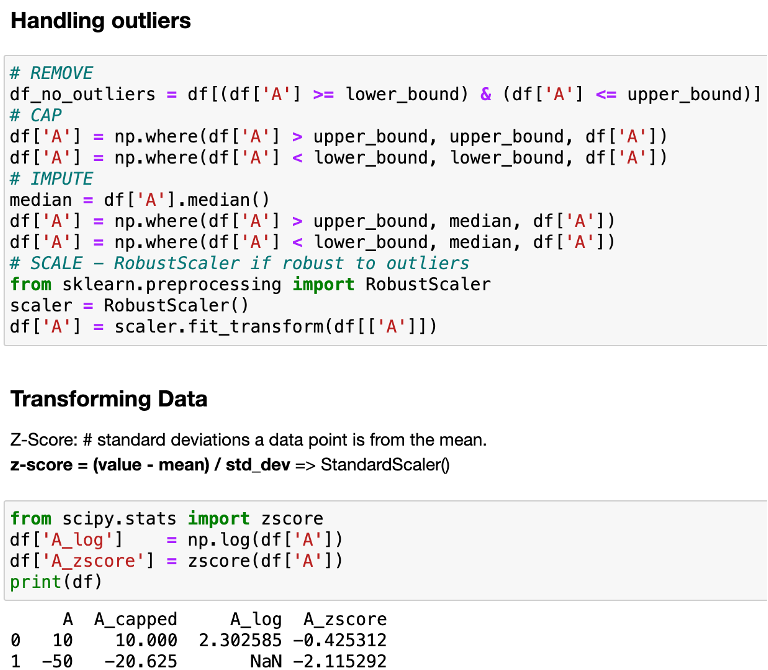 Handling outliers
# REMOVE
df_no_outliers = df[(df['A'] >= lower_bound) & (df['A'] <= upper_bound)]
# CAP
df['A'] = np.where(df['A'] > upper_bound, upper_bound, df['A'])
df['A'] = np.where(df['A'] < lower_bound, lower_bound, df['A'])
# IMPUTE
median = df['A'].median()
df['A'] = np.where(df['A'] > upper_bound, median, df['A'])
df['A'] = np.where(df['A'] < lower_bound, median, df['A'])
# SCALE – RobustScaler if robust to outliers
from sklearn.preprocessing import RobustScaler
scaler = RobustScaler()
df['A'] = scaler.fit_transform(df[['A']])
Transforming Data
Z-Score: # standard deviations a data point is from the mean.
z-score = (value - mean) / std_dev => StandardScaler()
from scipy.stats import zscore
df['A_log']    = np.log(df['A'])
df['A_zscore'] = zscore(df['A'])
print(df)
     A  A_capped     A_log  A_zscore
0   10    10.000  2.302585 -0.425312
1  -50   -20.625       NaN -2.115292